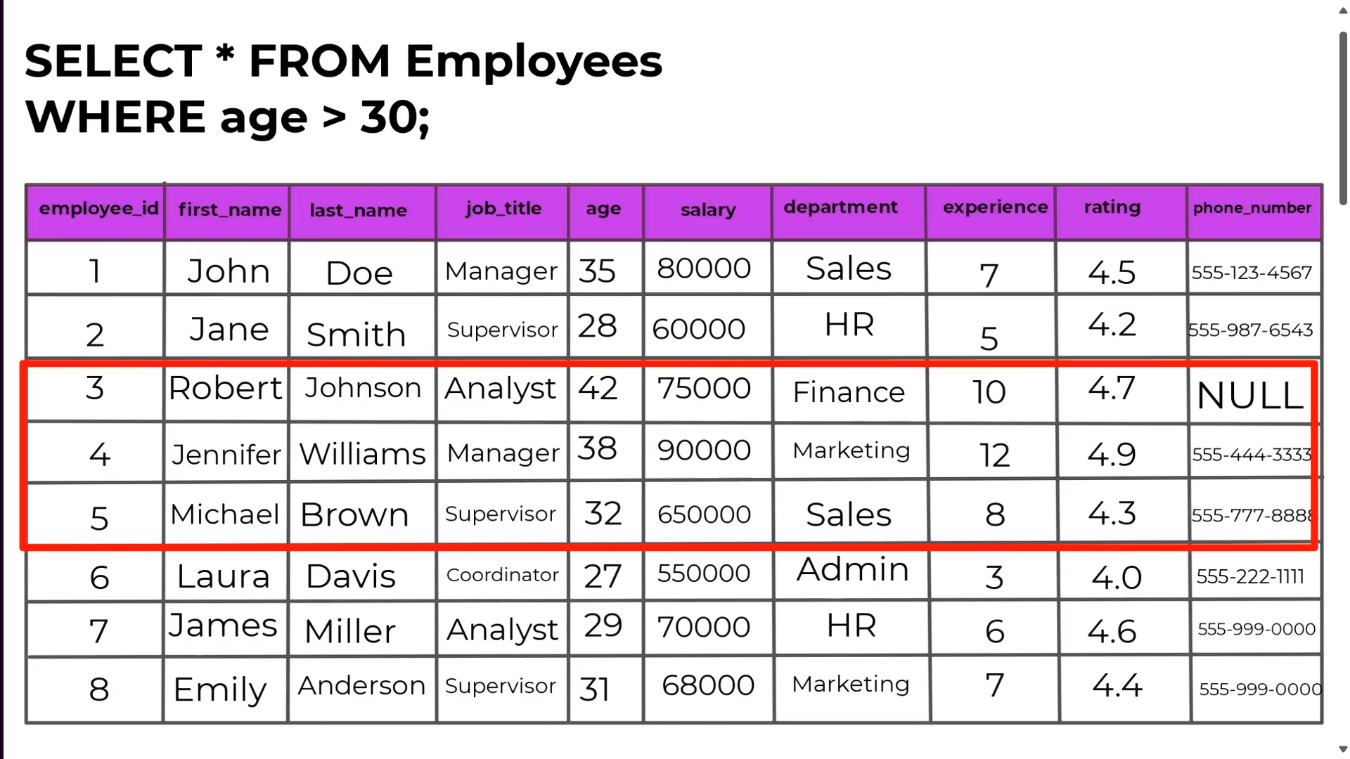 SELECT * FROM Employees
WHERE age > 30;
employee_id first_name last_name job_title age salary department experience rating phone_number
1 John Doe Manager 35 80000 Sales 7 4.5 555-123-4567
2 Jane Smith Supervisor 28 60000 HR 5 4.2 555-987-6543
3 Robert Johnson Analyst 42 75000 Finance 10 4.7 NULL
4 Jennifer Williams Manager 38 90000 Marketing 12 4.9 555-444-3333
5 Michael Brown Supervisor 32 650000 Sales 8 4.3 555-777-8888
6 Laura Davis Coordinator 27 550000 Admin 3 4.0 555-222-1111
7 James Miller Analyst 29 70000 HR 6 4.6 555-999-0000
8 Emily Anderson Supervisor 31 68000 Marketing 7 4.4 555-999-0000